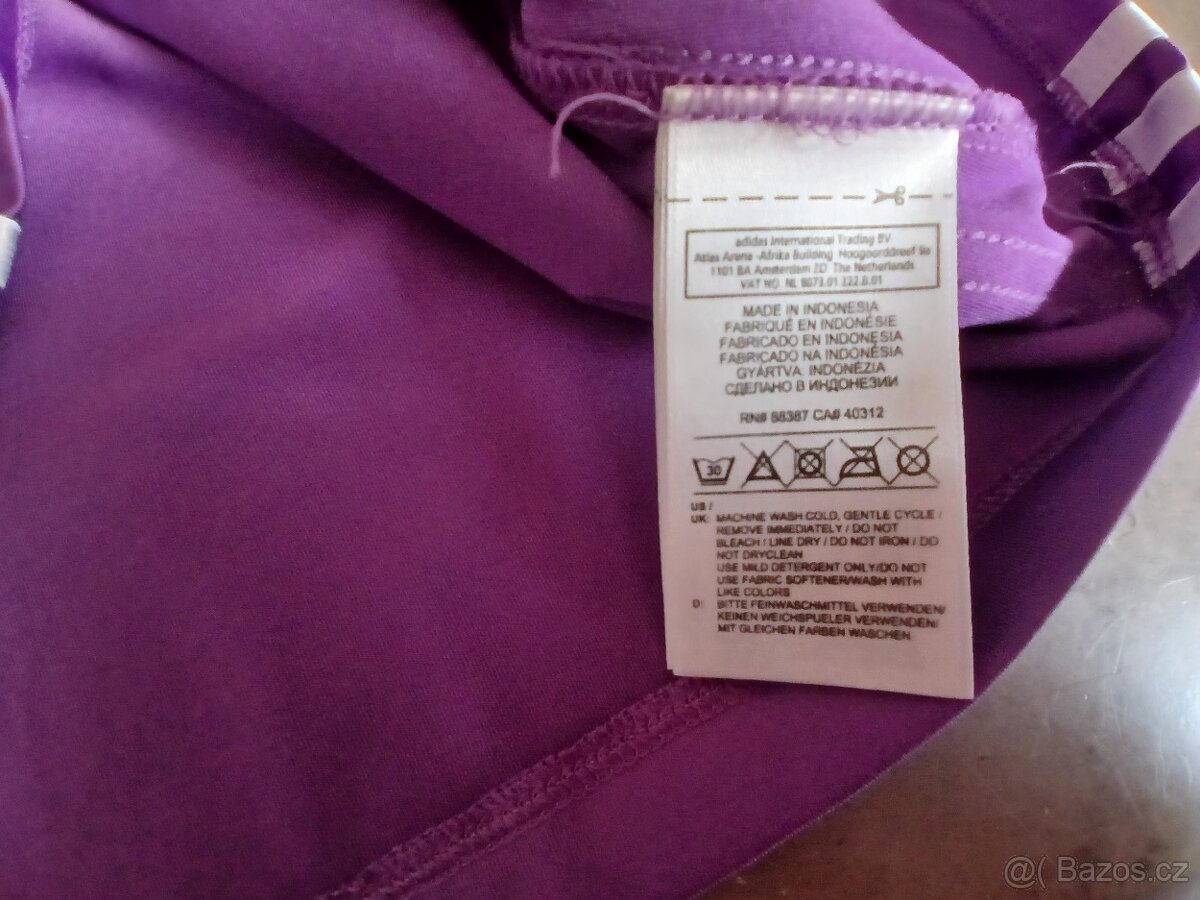 adidas International Trading BV
Atlas Arena -Afrika Building Hoogoorddreef 9a
1101 BA Amsterdam ZO The Netherlands
VAT NO. NL 8073.01 322.B.01
MADE IN INDONESIA
FABRIQUÉ EN INDONÉSIE
FABRICADO EN INDONÉSIA
FABRICADO NA INDONÉSIA
GYÁRTVA: INDONÉZIA
СДЕЛАНО В ИНДОНЕЗИИ
RN# 88387 CA# 40312
30
US /
UK: MACHINE WASH COLD, GENTLE CYCLE /
REMOVE IMMEDIATELY / DO NOT
BLEACH / LINE DRY / DO NOT IRON / DO
NOT DRYCLEAN
USE MILD DETERGENT ONLY/DO NOT
USE FABRIC SOFTENER/WASH WITH
LIKE COLORS
D: BITTE FEINWASCHMITTEL VERWENDEN/
KEINEN WEICHSPUELER VERWENDEN/
MIT GLEICHEN FARBEN WASCHEN
@( Bazos.cz